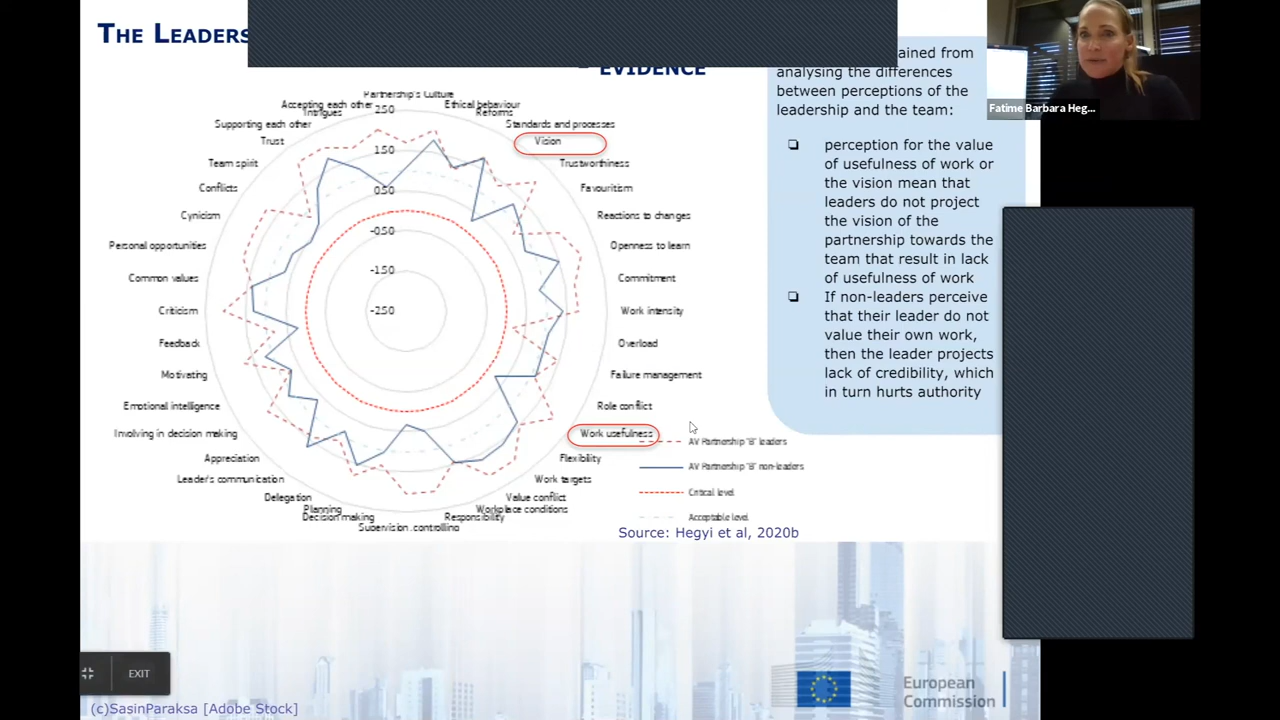 THE LEADERS
EVIDENCE
ained from
analysing the differences
between perceptions of the
leadership and the team:
❑ perception for the value
of usefulness of work or
the vision mean that
leaders do not project
the vision of the
partnership towards the
team that result in lack
of usefulness of work
❑ If non-leaders perceive
that their leader do not
value their own work,
then the leader projects
lack of credibility, which
in turn hurts authority
Fatime Barbara Heg...
Partnership's Culture
Ethical behaviour
Reforms
Standards and processes
Vision
Trustworthiness
Favouritism
Reactions to changes
Openness to learn
Commitment
Work intensity
Overload
Failure management
Role conflict
Work usefulness
Flexibility
Work targets
Value conflict
Workplace conditions
Responsibility
Supervision .controlling
Decision making
Planning
Delegation
Leader's communication
Appreciation
Involving in decision making
Emotional intelligence
Motivating
Feedback
Criticism
Common values
Personal opportunities
Cynicism
Conflicts
Team spirit
Trust
Supporting each other
Intrigues
Accepting each other
2.50
1.50
0.50
-0.50
-1.50
-2.50
AV Partnership "B" leaders
AV Partnership "B" non-leaders
Critical level
Acceptable level
Source: Hegyi et al, 2020b
EXIT
European
Commission
(c)SasinParaksa [Adobe Stock]